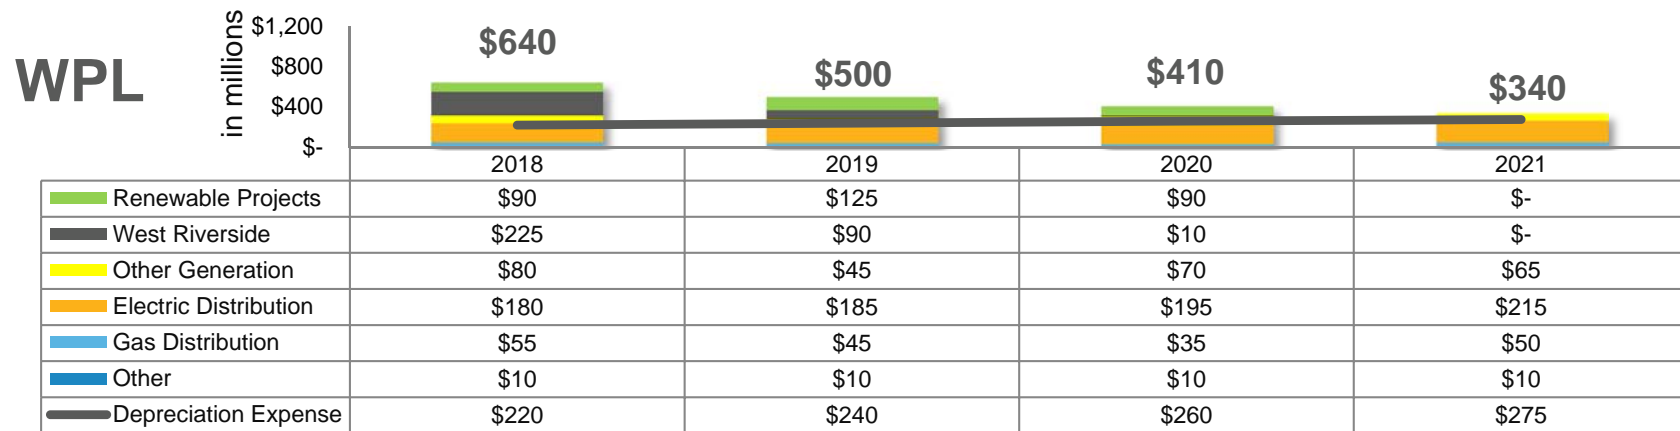 WPL
in millions
$1,200
$800
$400
$-
$640
$500
$410
$340
2018 2019 2020 2021
Renewable Projects $90 $125 $90 $-
West Riverside $225 $90 $10 $-
Other Generation $80 $45 $70 $65
Electric Distribution $180 $185 $195 $215
Gas Distribution $55 $45 $35 $50
Other $10 $10 $10 $10
Depreciation Expense $220 $240 $260 $275